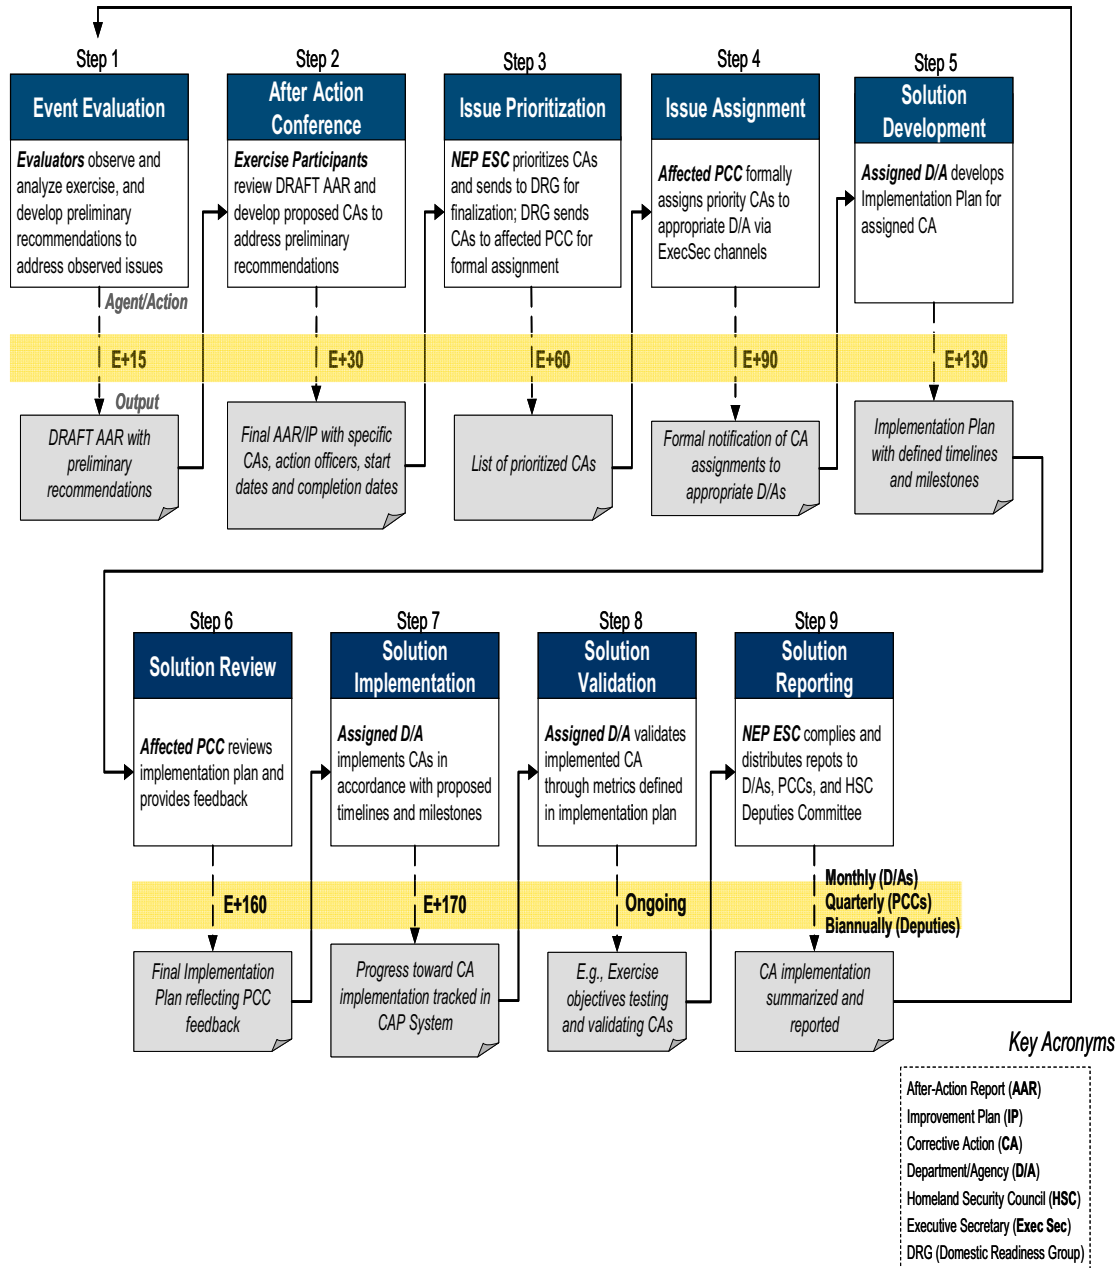 Step 1
Event Evaluation
Evaluators observe and
analyze exercise, and
develop preliminary
recommendations to
address observed issues
Agent/Action
E+15
Output
DRAFT AAR with
preliminary
recommendations
Step 2
After Action
Conference
Exercise Participants
review DRAFT AAR and
develop proposed CAs to
address preliminary
recommendations
E+30
Final AAR/IP with specific
CAs, action officers, start
dates and completion dates
Step 3
Issue Prioritization
NEP ESC prioritizes CAs
and sends to DRG for
finalization; DRG sends
CAs to affected PCC for
formal assignment
E+60
List of prioritized CAs
Step 4
Issue Assignment
Affected PCC formally
assigns priority CAs to
appropriate D/A via
ExecSec channels
E+90
Formal notification of CA
assignments to
appropriate D/As
Step 5
Solution
Development
Assigned D/A develops
Implementation Plan for
assigned CA
E+130
Implementation Plan
with defined timelines
and milestones
Step 6
Solution Review
Affected PCC reviews
implementation plan and
provides feedback
E+160
Final Implementation
Plan reflecting PCC
feedback
Step 7
Solution
Implementation
Assigned D/A
implements CAs in
accordance with proposed
timelines and milestones
E+170
Progress toward CA
implementation tracked in
CAP System
Step 8
Solution
Validation
Assigned D/A validates
implemented CA
through metrics defined
in implementation plan
Ongoing
E.g., Exercise
objectives testing
and validating CAs
Step 9
Solution
Reporting
NEP ESC complies and
distributes repots to
D/As, PCCs, and HSC
Deputies Committee
Monthly (D/As)
Quarterly (PCCs)
Biannually (Deputies)
CA implementation
summarized and
reported
Key Acronyms
After-Action Report (AAR)
Improvement Plan (IP)
Corrective Action (CA)
Department/Agency (D/A)
Homeland Security Council (HSC)
Executive Secretary (Exec Sec)
DRG (Domestic Readiness Group)